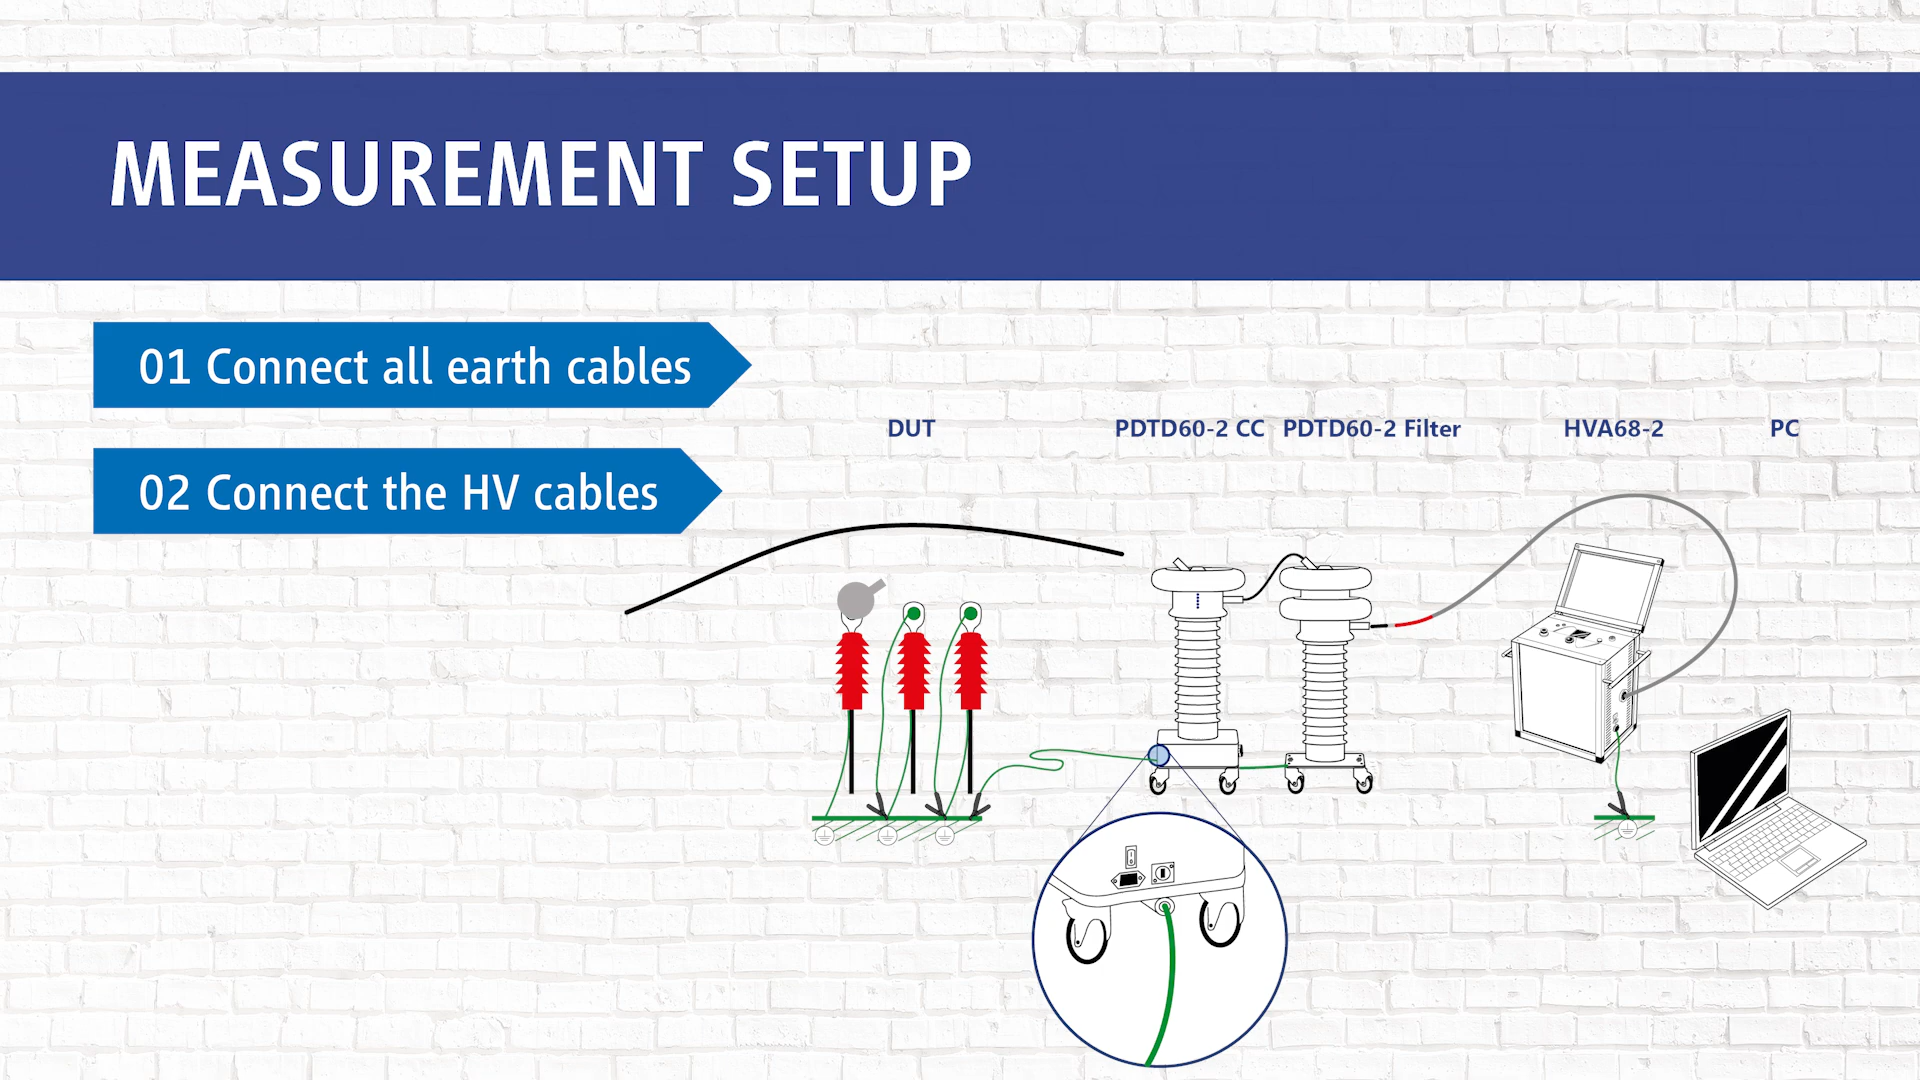 MEASUREMENT SETUP
01 Connect all earth cables
02 Connect the HV cables
DUT
PDTD60-2 CC
PDTD60-2 Filter
HVA68-2
PC